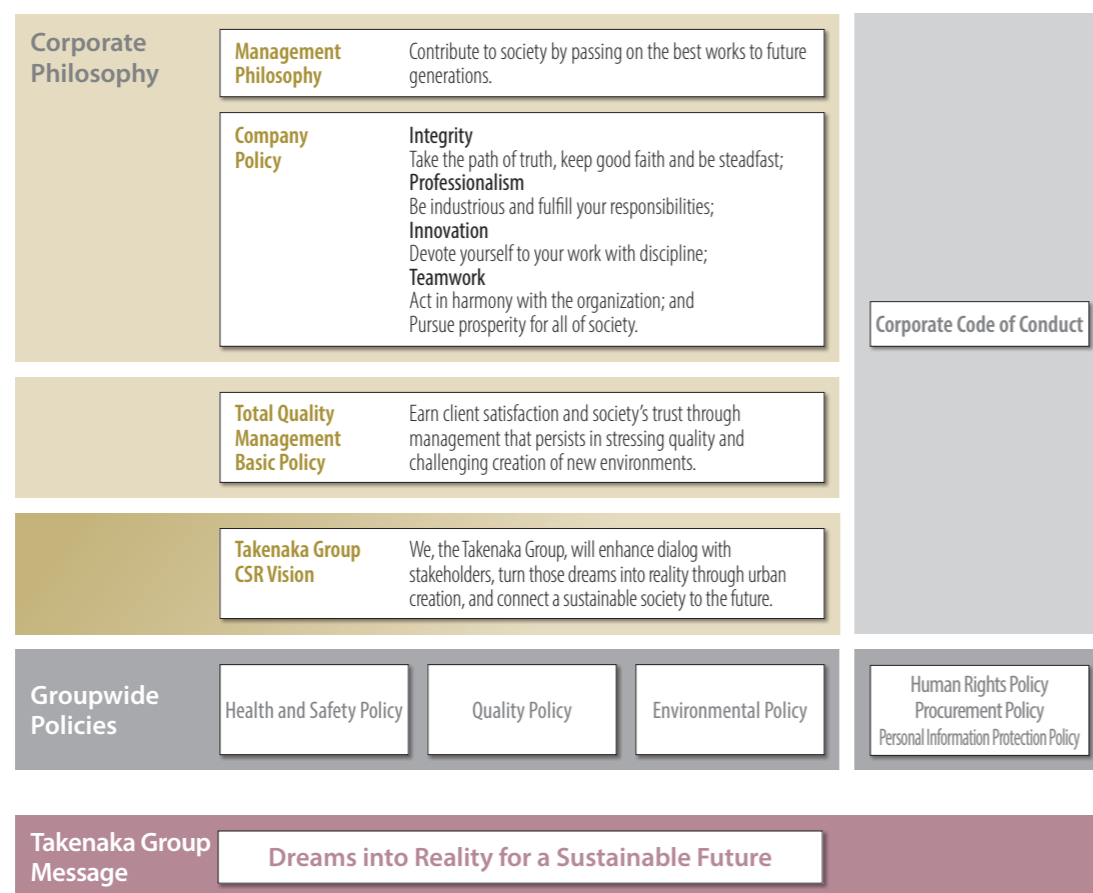 Corporate
Philosophy
Management
Philosophy
Contribute to society by passing on the best works to future
generations.
Company
Policy
Integrity
Take the path of truth, keep good faith and be steadfast;
Professionalism
Be industrious and fulfill your responsibilities;
Innovation
Devote yourself to your work with discipline;
Teamwork
Act in harmony with the organization; and
Pursue prosperity for all of society.
Corporate Code of Conduct
Total Quality
Management
Basic Policy
Earn client satisfaction and society’s trust through
management that persists in stressing quality and
challenging creation of new environments.
Takenaka Group
CSR Vision
We, the Takenaka Group, will enhance dialog with
stakeholders, turn those dreams into reality through urban
creation, and connect a sustainable society to the future.
Groupwide
Policies
Health and Safety Policy
Quality Policy
Environmental Policy
Human Rights Policy
Procurement Policy
Personal Information Protection Policy
Takenaka Group
Message
Dreams into Reality for a Sustainable Future